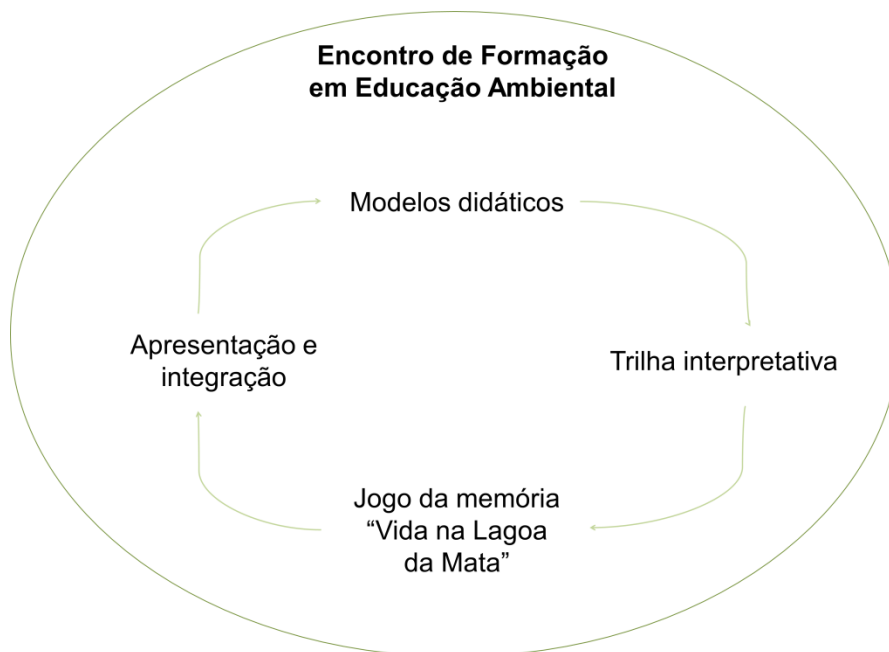 Encontro de Formação
em Educação Ambiental
Modelos didáticos
Apresentação e
integração
Trilha interpretativa
Jogo da memória
“Vida na Lagoa
da Mata”